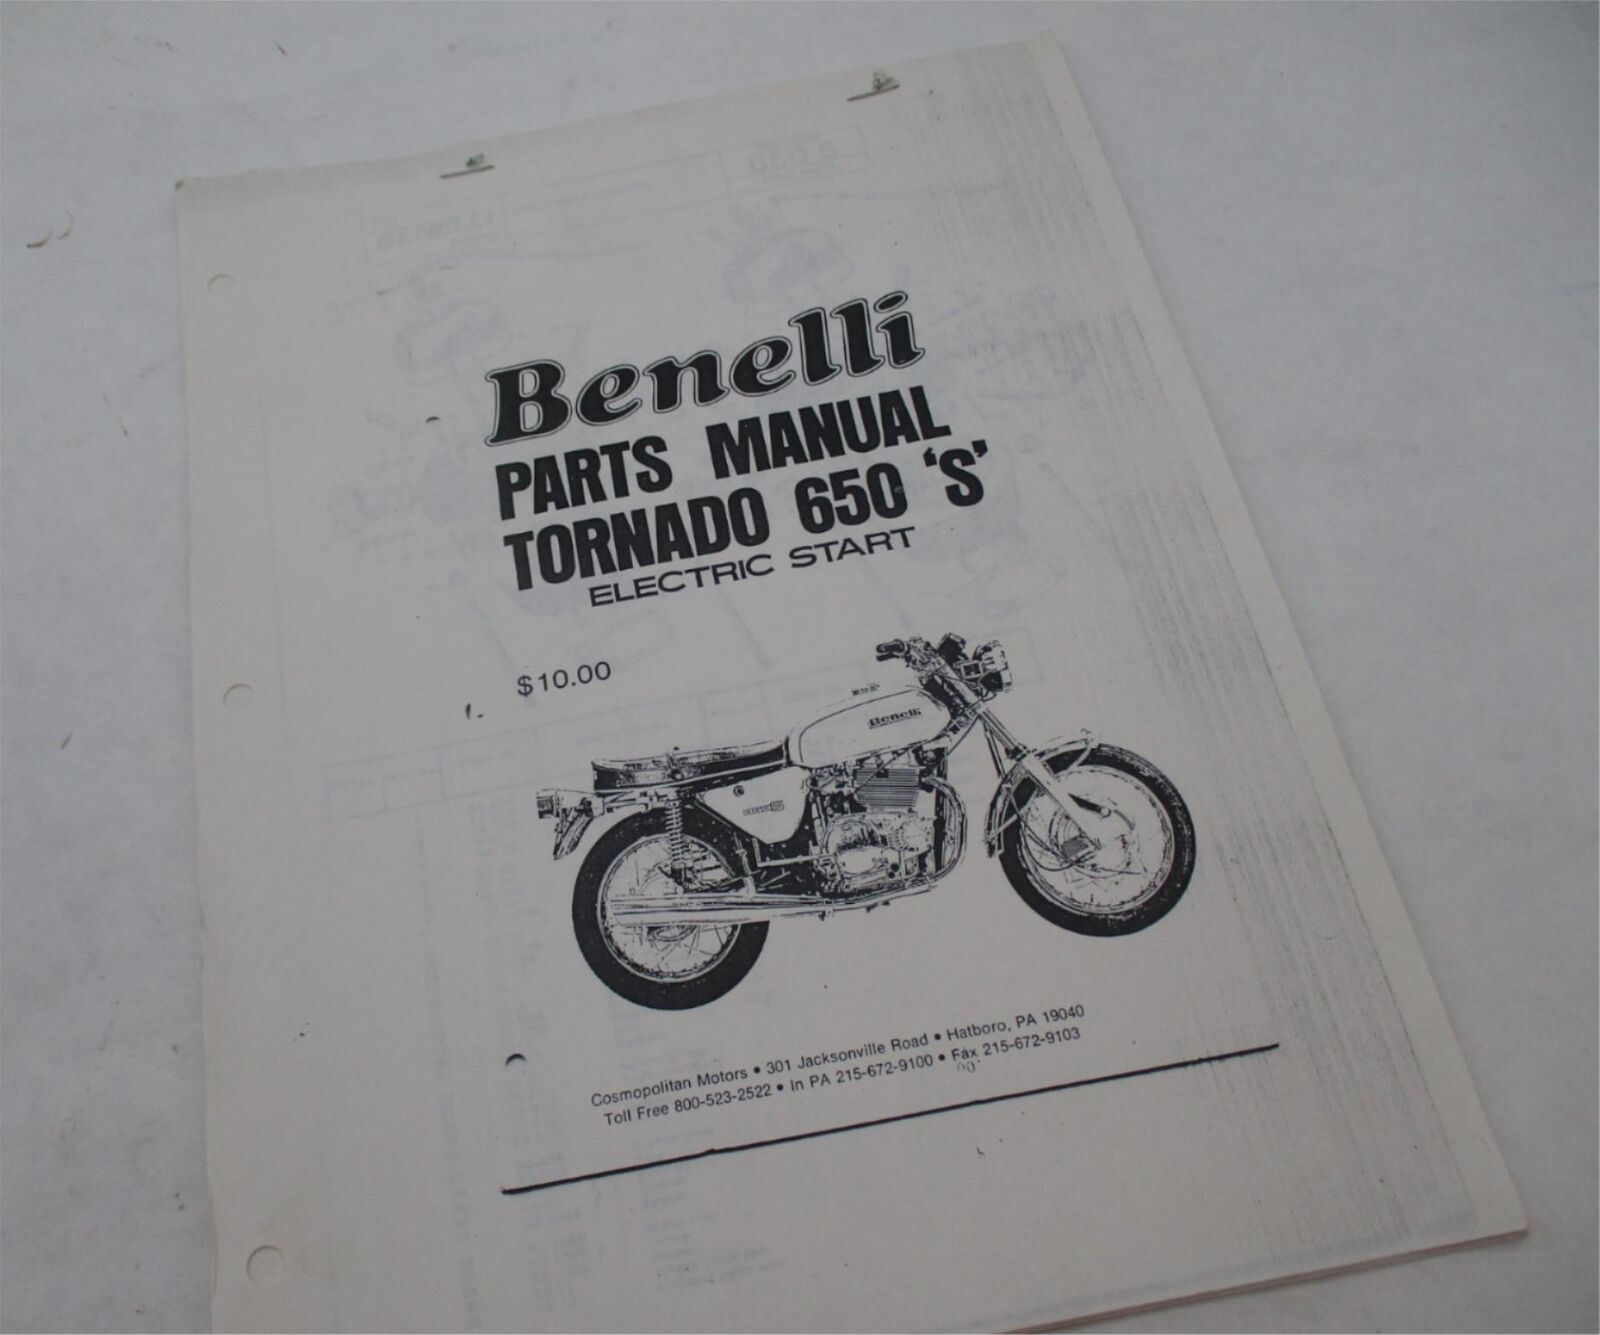 Benelli
PARTS MANUAL
TORNADO 650 'S'
ELECTRIC START
$10.00
Benelli
Cosmopolitan Motors • 301 Jacksonville Road • Hatboro, PA 19040
Toll Free 800-523-2522 • In PA 215-672-9100 • Fax 215-672-9103